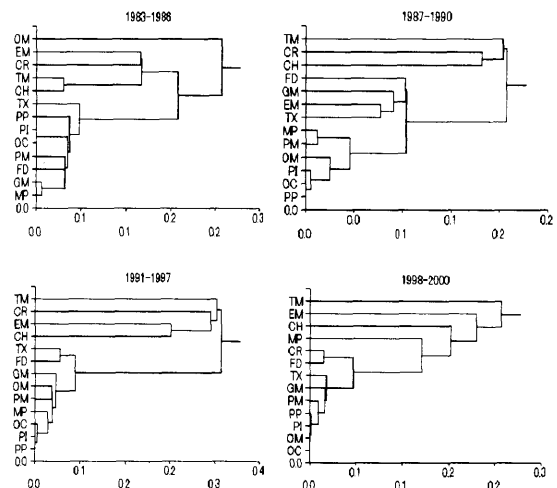 1983-1986
OM
EM
CR
TM
CH
TX
PP
PI
OC
PM
FD
GM
MP
0.0
0.0 0.1 0.2 0.3
0.0 0.1 0.2
1987-1990
TM
CR
CH
FD
GM
EM
TX
MP
PM
OM
PI
OC
PP
0.0
0.0 0.1 0.2
0.0 0.1 0.2
1991-1997
TM
CR
EM
CH
TX
FD
GM
OM
PM
MP
OC
PI
PP
0.0
0.1 0.2 0.4
0.0 0.2 0.3
1998-2000
TM
EM
CH
MP
CR
FD
TX
GM
PM
PP
PI
OM
OC
0.0
0.1 0.2 0.3
0.0 0.1 0.2